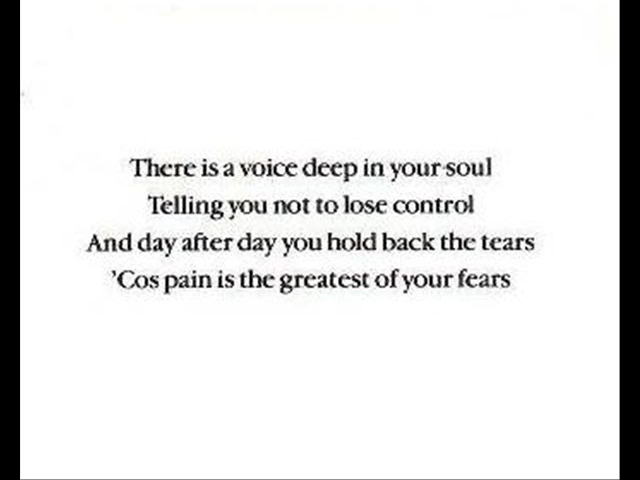 There is a voice deep in your soul
Telling you not to lose control
And day after day you hold back the tears
’Cos pain is the greatest of your fears